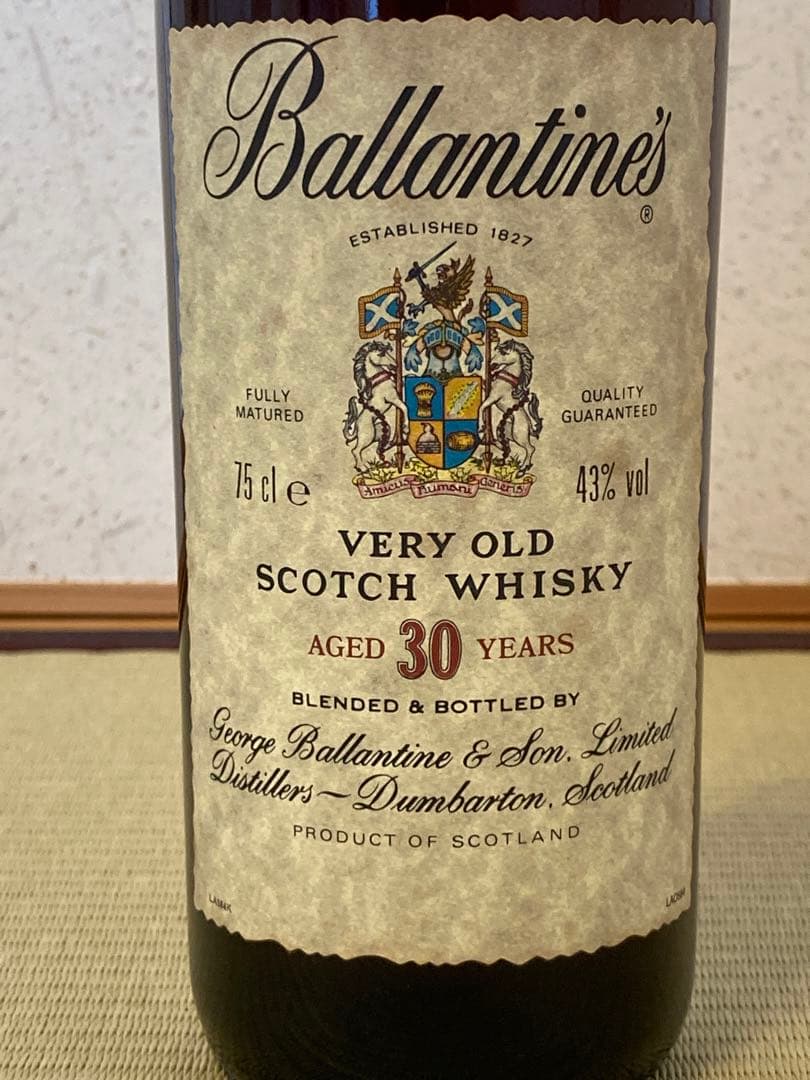 Ballantine's
®
ESTABLISHED 1827
FULLY
MATURED
QUALITY
GUARANTEED
75 cl e
43% vol
Amicus Humani Generis
VERY OLD
SCOTCH WHISKY
AGED 30 YEARS
BLENDED & BOTTLED BY
George Ballantine & Son. Limited
Distillers – Dumbarton. Scotland
PRODUCT OF SCOTLAND